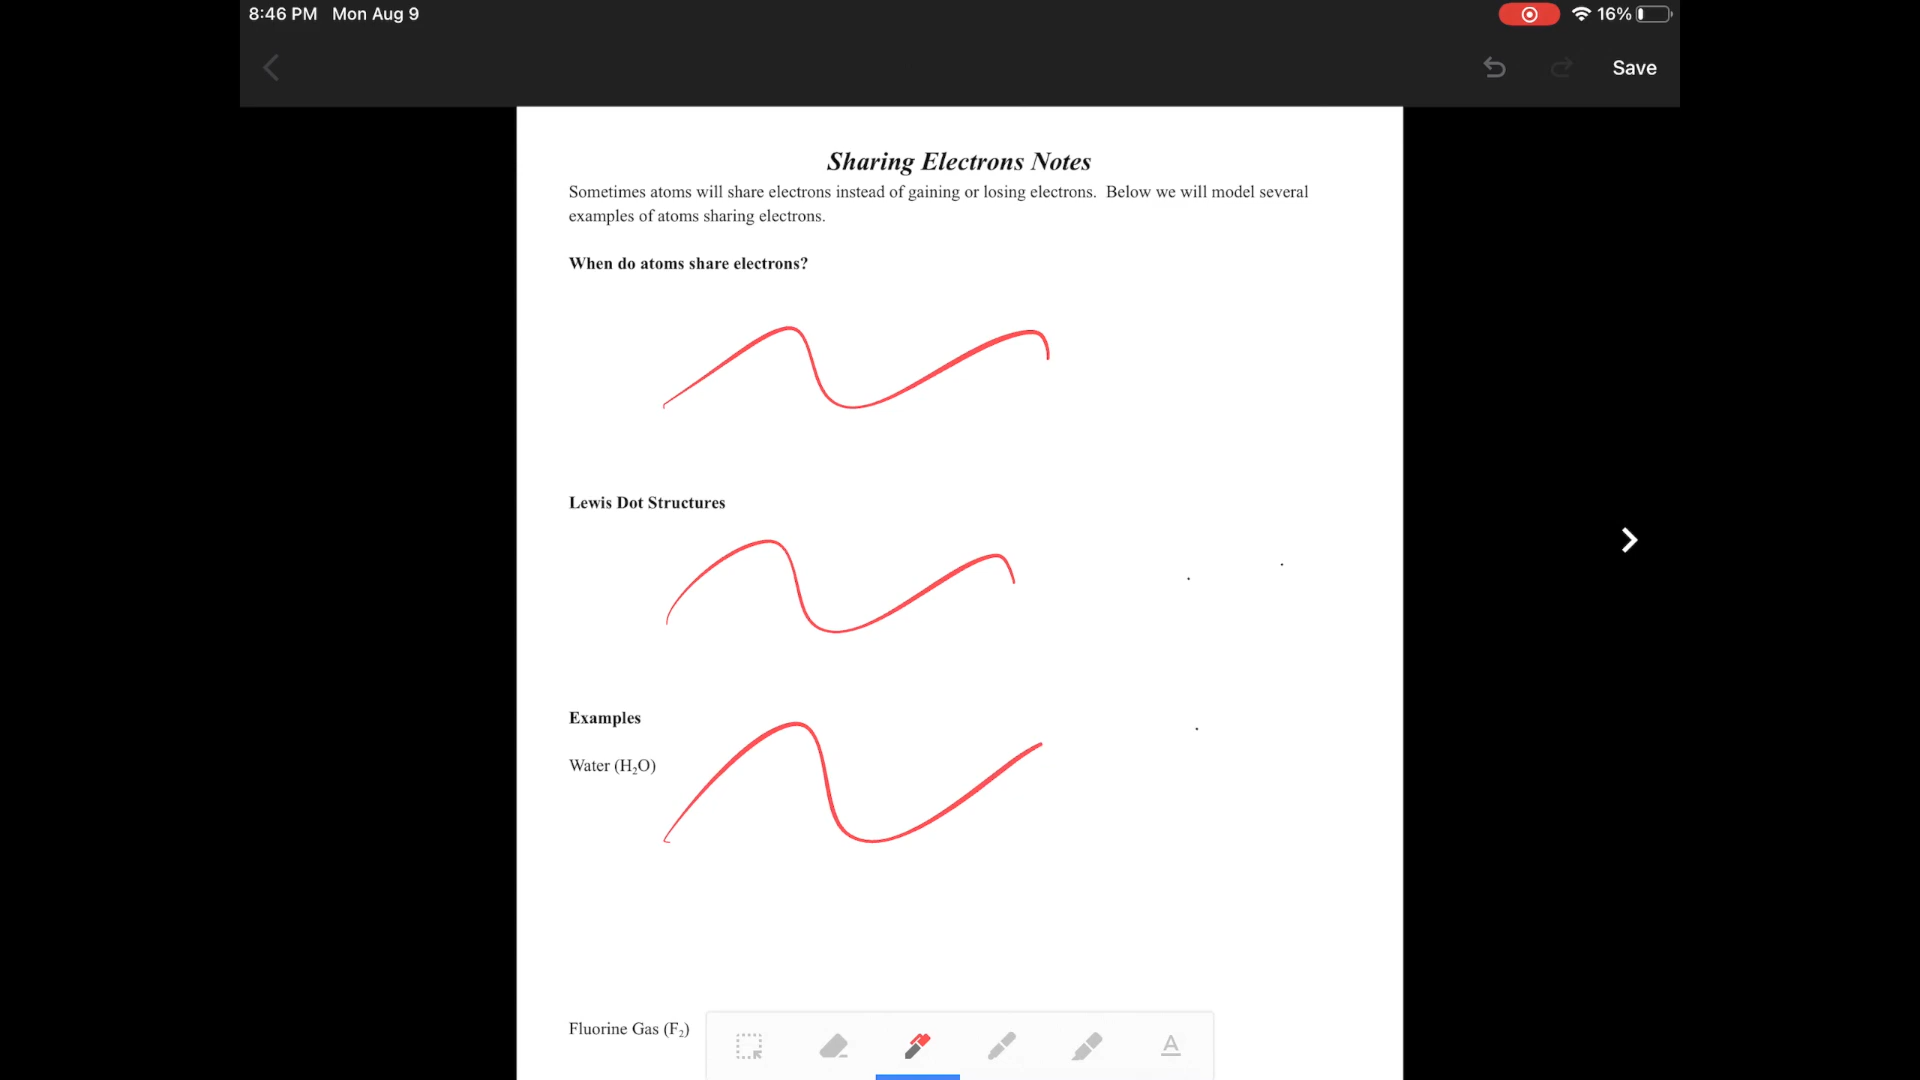 8:46 PM Mon Aug 9
16%
Save
Sharing Electrons Notes
Sometimes atoms will share electrons instead of gaining or losing electrons. Below we will model several
examples of atoms sharing electrons.
When do atoms share electrons?
Lewis Dot Structures
Examples
Water (H₂O)
Fluorine Gas (F₂)
A